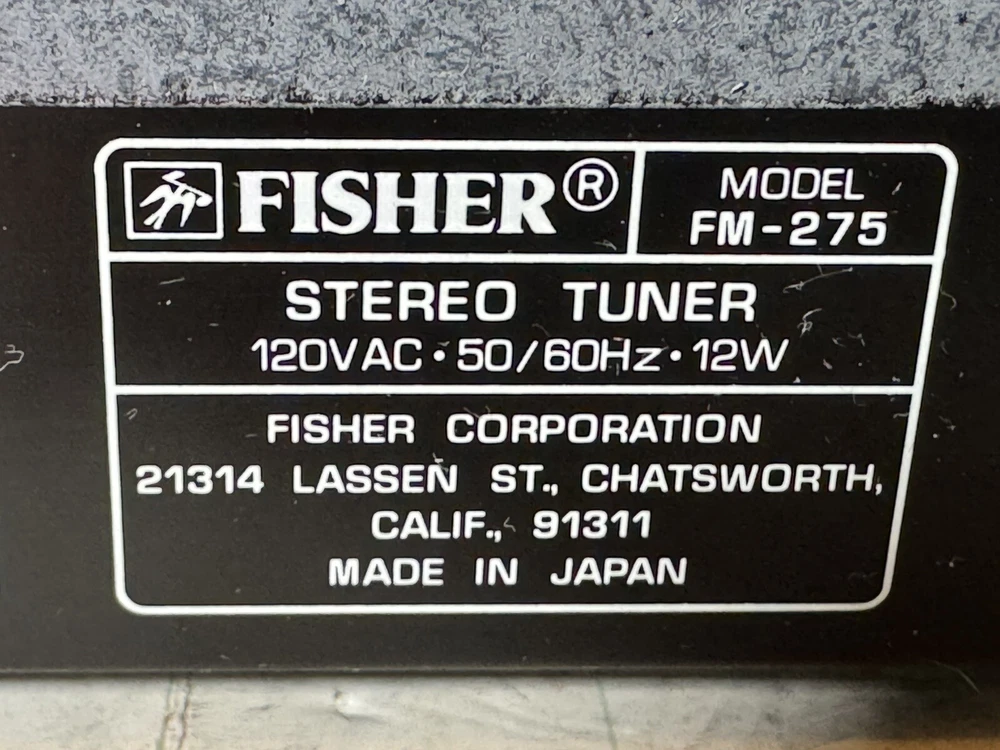 FISHER®
MODEL
FM-275
STEREO TUNER
120VAC·50/60Hz·12W
FISHER CORPORATION
21314 LASSEN ST., CHATSWORTH,
CALIF., 91311
MADE IN JAPAN